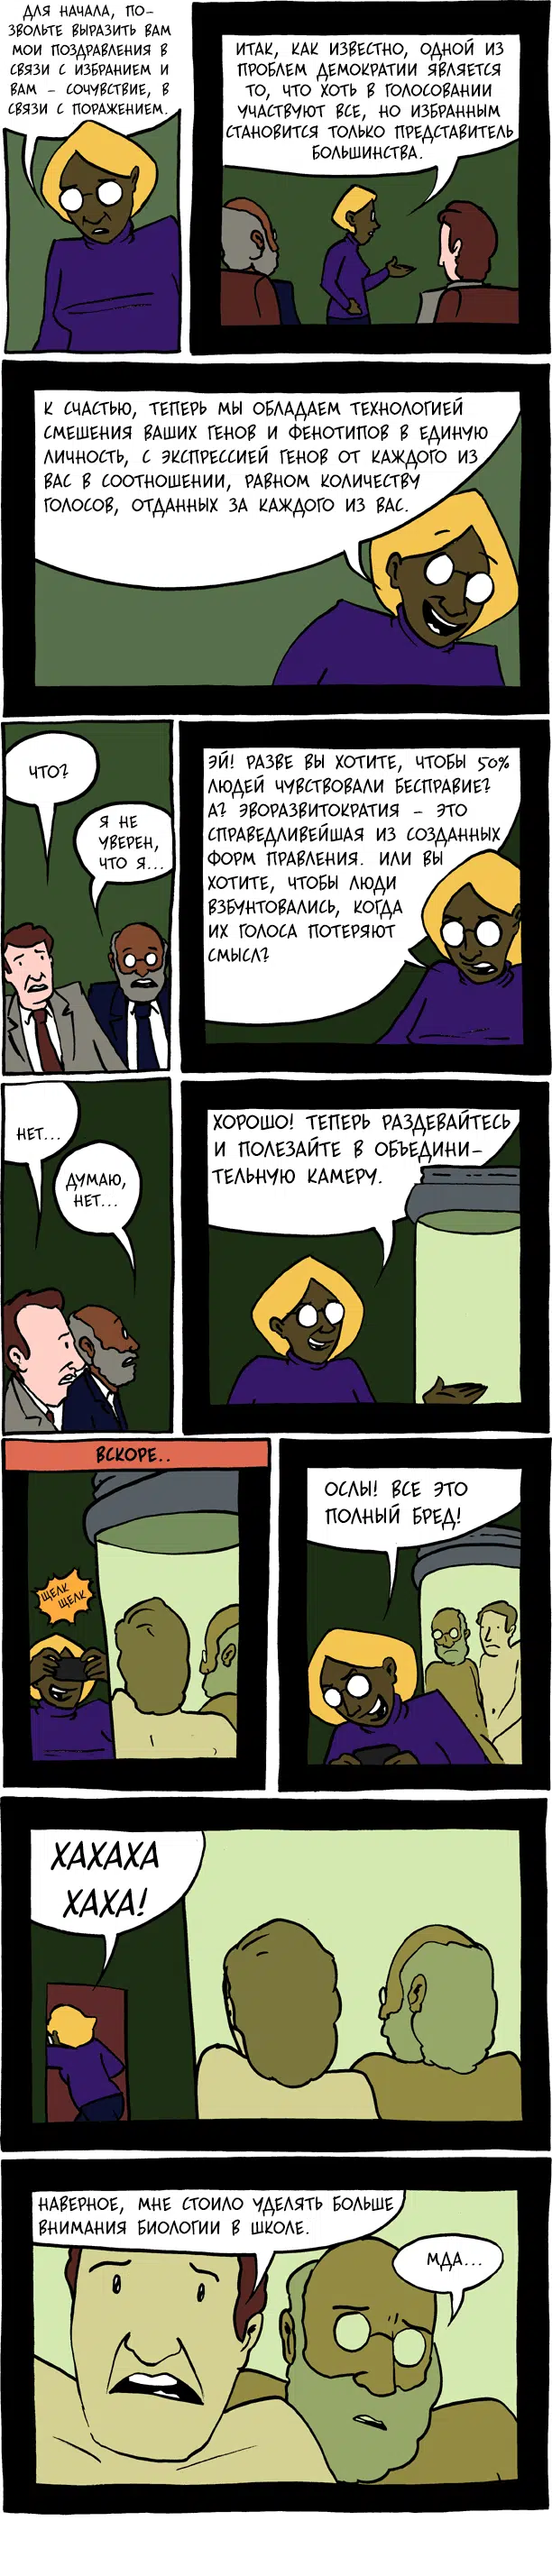 ДЛЯ НАЧАЛА, ПО-
ЗВОЛЬТЕ ВЫРАЗИТЬ ВАМ
МОИ ПОЗДРАВЛЕНИЯ В
СВЯЗИ С ИЗБРАНИЕМ И
ВАМ - СОЧУВСТВИЕ, В
СВЯЗИ С ПОРАЖЕНИЕМ.
ИТАК, КАК ИЗВЕСТНО, ОДНОЙ ИЗ
ПРОБЛЕМ ДЕМОКРАТИИ ЯВЛЯЕТСЯ
ТО, ЧТО ХОТЬ В ГОЛОСОВАНИИ
УЧАСТВУЮТ ВСЕ, НО ИЗБРАННЫМ
СТАНОВИТСЯ ТОЛЬКО ПРЕДСТАВИТЕЛЬ
БОЛЬШИНСТВА.
К СЧАСТЬЮ, ТЕПЕРЬ МЫ ОБЛАДАЕМ ТЕХНОЛОГИЕЙ
СМЕШЕНИЯ ВАШИХ ГЕНОВ И ФЕНОТИПОВ В ЕДИНУЮ
ЛИЧНОСТЬ, С ЭКСПРЕССИЕЙ ГЕНОВ ОТ КАЖДОГО ИЗ
ВАС В СООТНОШЕНИИ, РАВНОМ КОЛИЧЕСТВУ
ГОЛОСОВ, ОТДАННЫХ ЗА КАЖДОГО ИЗ ВАС.
ЧТО?
Я НЕ
УВЕРЕН,
ЧТО Я...
ЭЙ! РАЗВЕ ВЫ ХОТИТЕ, ЧТОБЫ 50%
ЛЮДЕЙ ЧУВСТВОВАЛИ БЕСПРАВИЕ?
А? ЭВОРАЗВИТОКРАТИЯ - ЭТО
СПРАВЕДЛИВЕЙШАЯ ИЗ СОЗДАННЫХ
ФОРМ ПРАВЛЕНИЯ. ИЛИ ВЫ
ХОТИТЕ, ЧТОБЫ ЛЮДИ
ВЗБУНТОВАЛИСЬ, КОГДА
ИХ ГОЛОСА ПОТЕРЯЮТ
СМЫСЛ?
НЕТ...
ДУМАЮ,
НЕТ...
ХОРОШО! ТЕПЕРЬ РАЗДЕВАЙТЕСЬ
И ПОЛЕЗАЙТЕ В ОБЪЕДИНИ-
ТЕЛЬНУЮ КАМЕРУ.
ВСКОРЕ..
ЩЕЛК
ЩЕЛК
ОСЛЫ! ВСЕ ЭТО
ПОЛНЫЙ БРЕД!
ХАХАХА
ХАХА!
НАВЕРНОЕ, МНЕ СТОИЛО УДЕЛЯТЬ БОЛЬШЕ
ВНИМАНИЯ БИОЛОГИИ В ШКОЛЕ.
МДА...